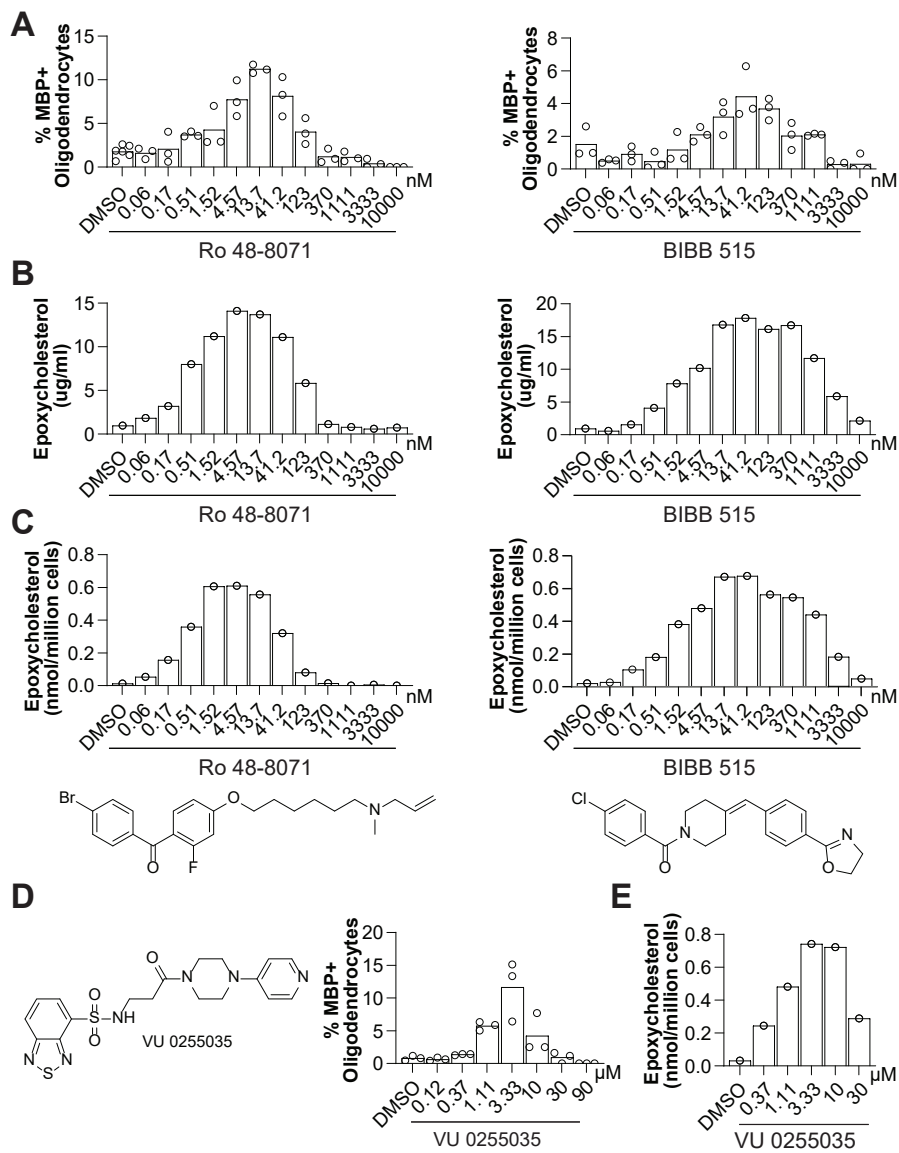 A
% MBP+
Oligodendrocytes
15
10
5
0
DMSO
0.06
0.17
0.51
1.52
4.57
13.7
41.2
123
370
1111
3333
10000
nM
Ro 48-8071
% MBP+
Oligodendrocytes
8
6
4
2
0
DMSO
0.06
0.17
0.51
1.52
4.57
13.7
41.2
123
370
1111
3333
10000
nM
BIBB 515
B
Epoxycholesterol
(ug/ml)
15
10
5
0
DMSO
0.06
0.17
0.51
1.52
4.57
13.7
41.2
123
370
1111
3333
10000
nM
Ro 48-8071
Epoxycholesterol
(ug/ml)
20
15
10
5
0
DMSO
0.06
0.17
0.51
1.52
4.57
13.7
41.2
123
370
1111
3333
10000
nM
BIBB 515
C
Epoxycholesterol
(nmol/million cells)
0.8
0.6
0.4
0.2
0.0
DMSO
0.06
0.17
0.51
1.52
4.57
13.7
41.2
123
370
1111
3333
10000
nM
Ro 48-8071
Epoxycholesterol
(nmol/million cells)
0.8
0.6
0.4
0.2
0.0
DMSO
0.06
0.17
0.51
1.52
4.57
13.7
41.2
123
370
1111
3333
10000
nM
BIBB 515
Br
O
F
O
N
Cl
O
N
N
O
D
O
N
N
N
O
S
O
NH
N
S
N
VU 0255035
% MBP+
Oligodendrocytes
20
15
10
5
0
DMSO
0.12
0.37
1.11
3.33
10
30
90
µM
VU 0255035
E
Epoxycholesterol
(nmol/million cells)
0.8
0.6
0.4
0.2
0.0
DMSO
0.37
1.11
3.33
10
30
µM
VU 0255035